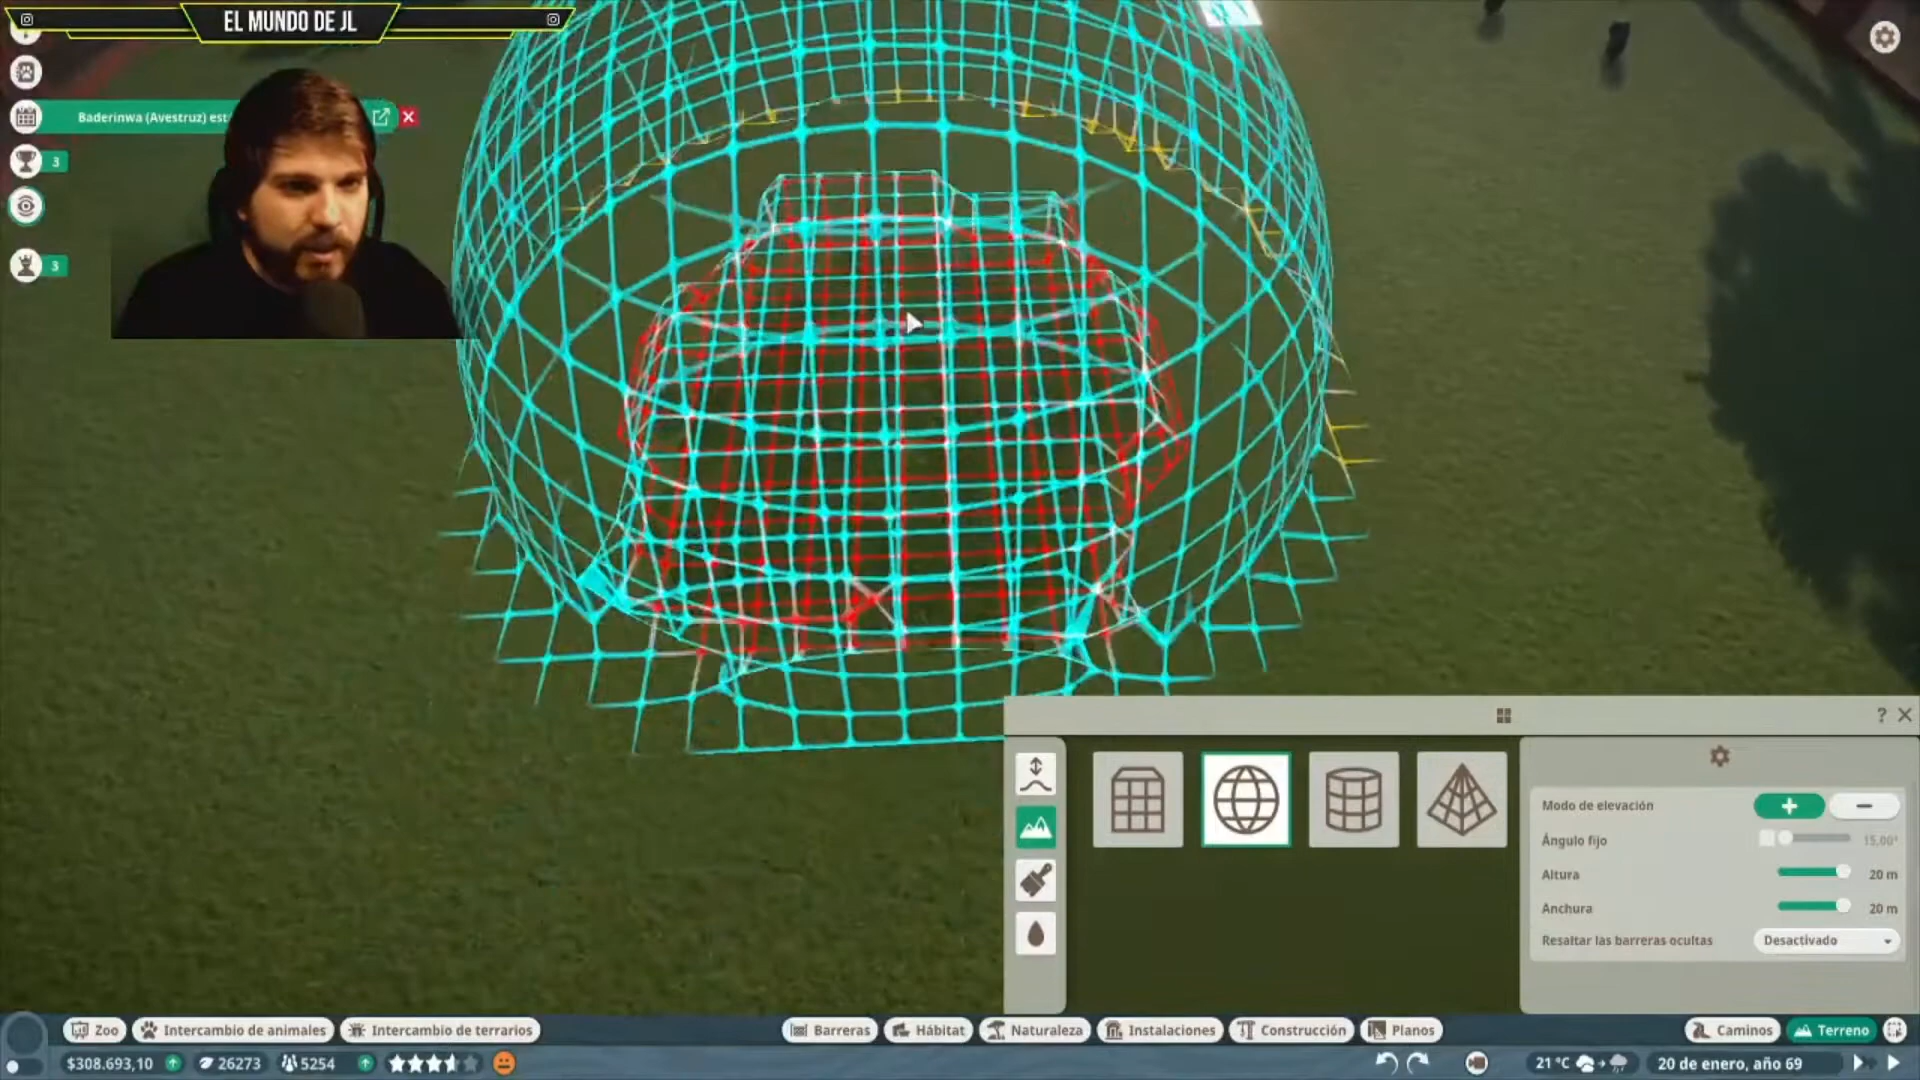 EL MUNDO DE JL
Baderinwa (Avestruz) est
3
3
?
Modo de elevación
Ángulo fijo
15,00°
Altura
20 m
Anchura
20 m
Resaltar las barreras ocultas
Desactivado
Zoo
Intercambio de animales
Intercambio de terrarios
Barreras
Hábitat
Naturaleza
Instalaciones
Construcción
Planos
Caminos
Terreno
$308.693,10
26273
5254
21 °C
20 de enero, año 69